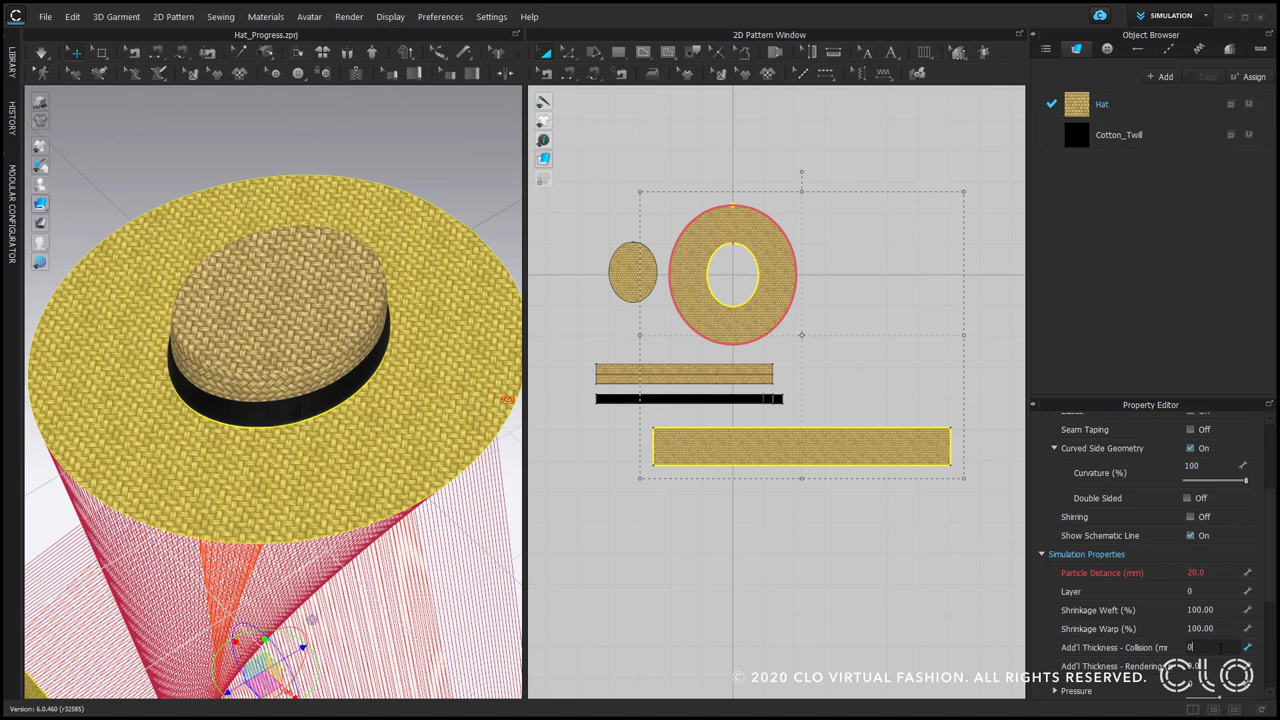 File Edit 3D Garment 2D Pattern Sewing Materials Avatar Render Display Preferences Settings Help
SIMULATION
Hat_Progress.zprj
2D Pattern Window
Object Browser
LIBRARY
HISTORY
MODULAR CONFIGURATOR
+ Add Copy Assign
Hat
Cotton_Twill
920
Property Editor
Seam Taping Off
Curved Side Geometry On
Curvature (%) 100
Double Sided Off
Shirring Off
Show Schematic Line On
Simulation Properties
Particle Distance (mm) 20.0
Layer 0
Shrinkage Weft (%) 100.00
Shrinkage Warp (%) 100.00
Add'l Thickness - Collision (mr 0
Add'l Thickness - Rendering
Pressure
© 2020 CLO VIRTUAL FASHION. ALL RIGHTS RESERVED. CLO
Version: 6.0.460 (r32585)
3D 2D